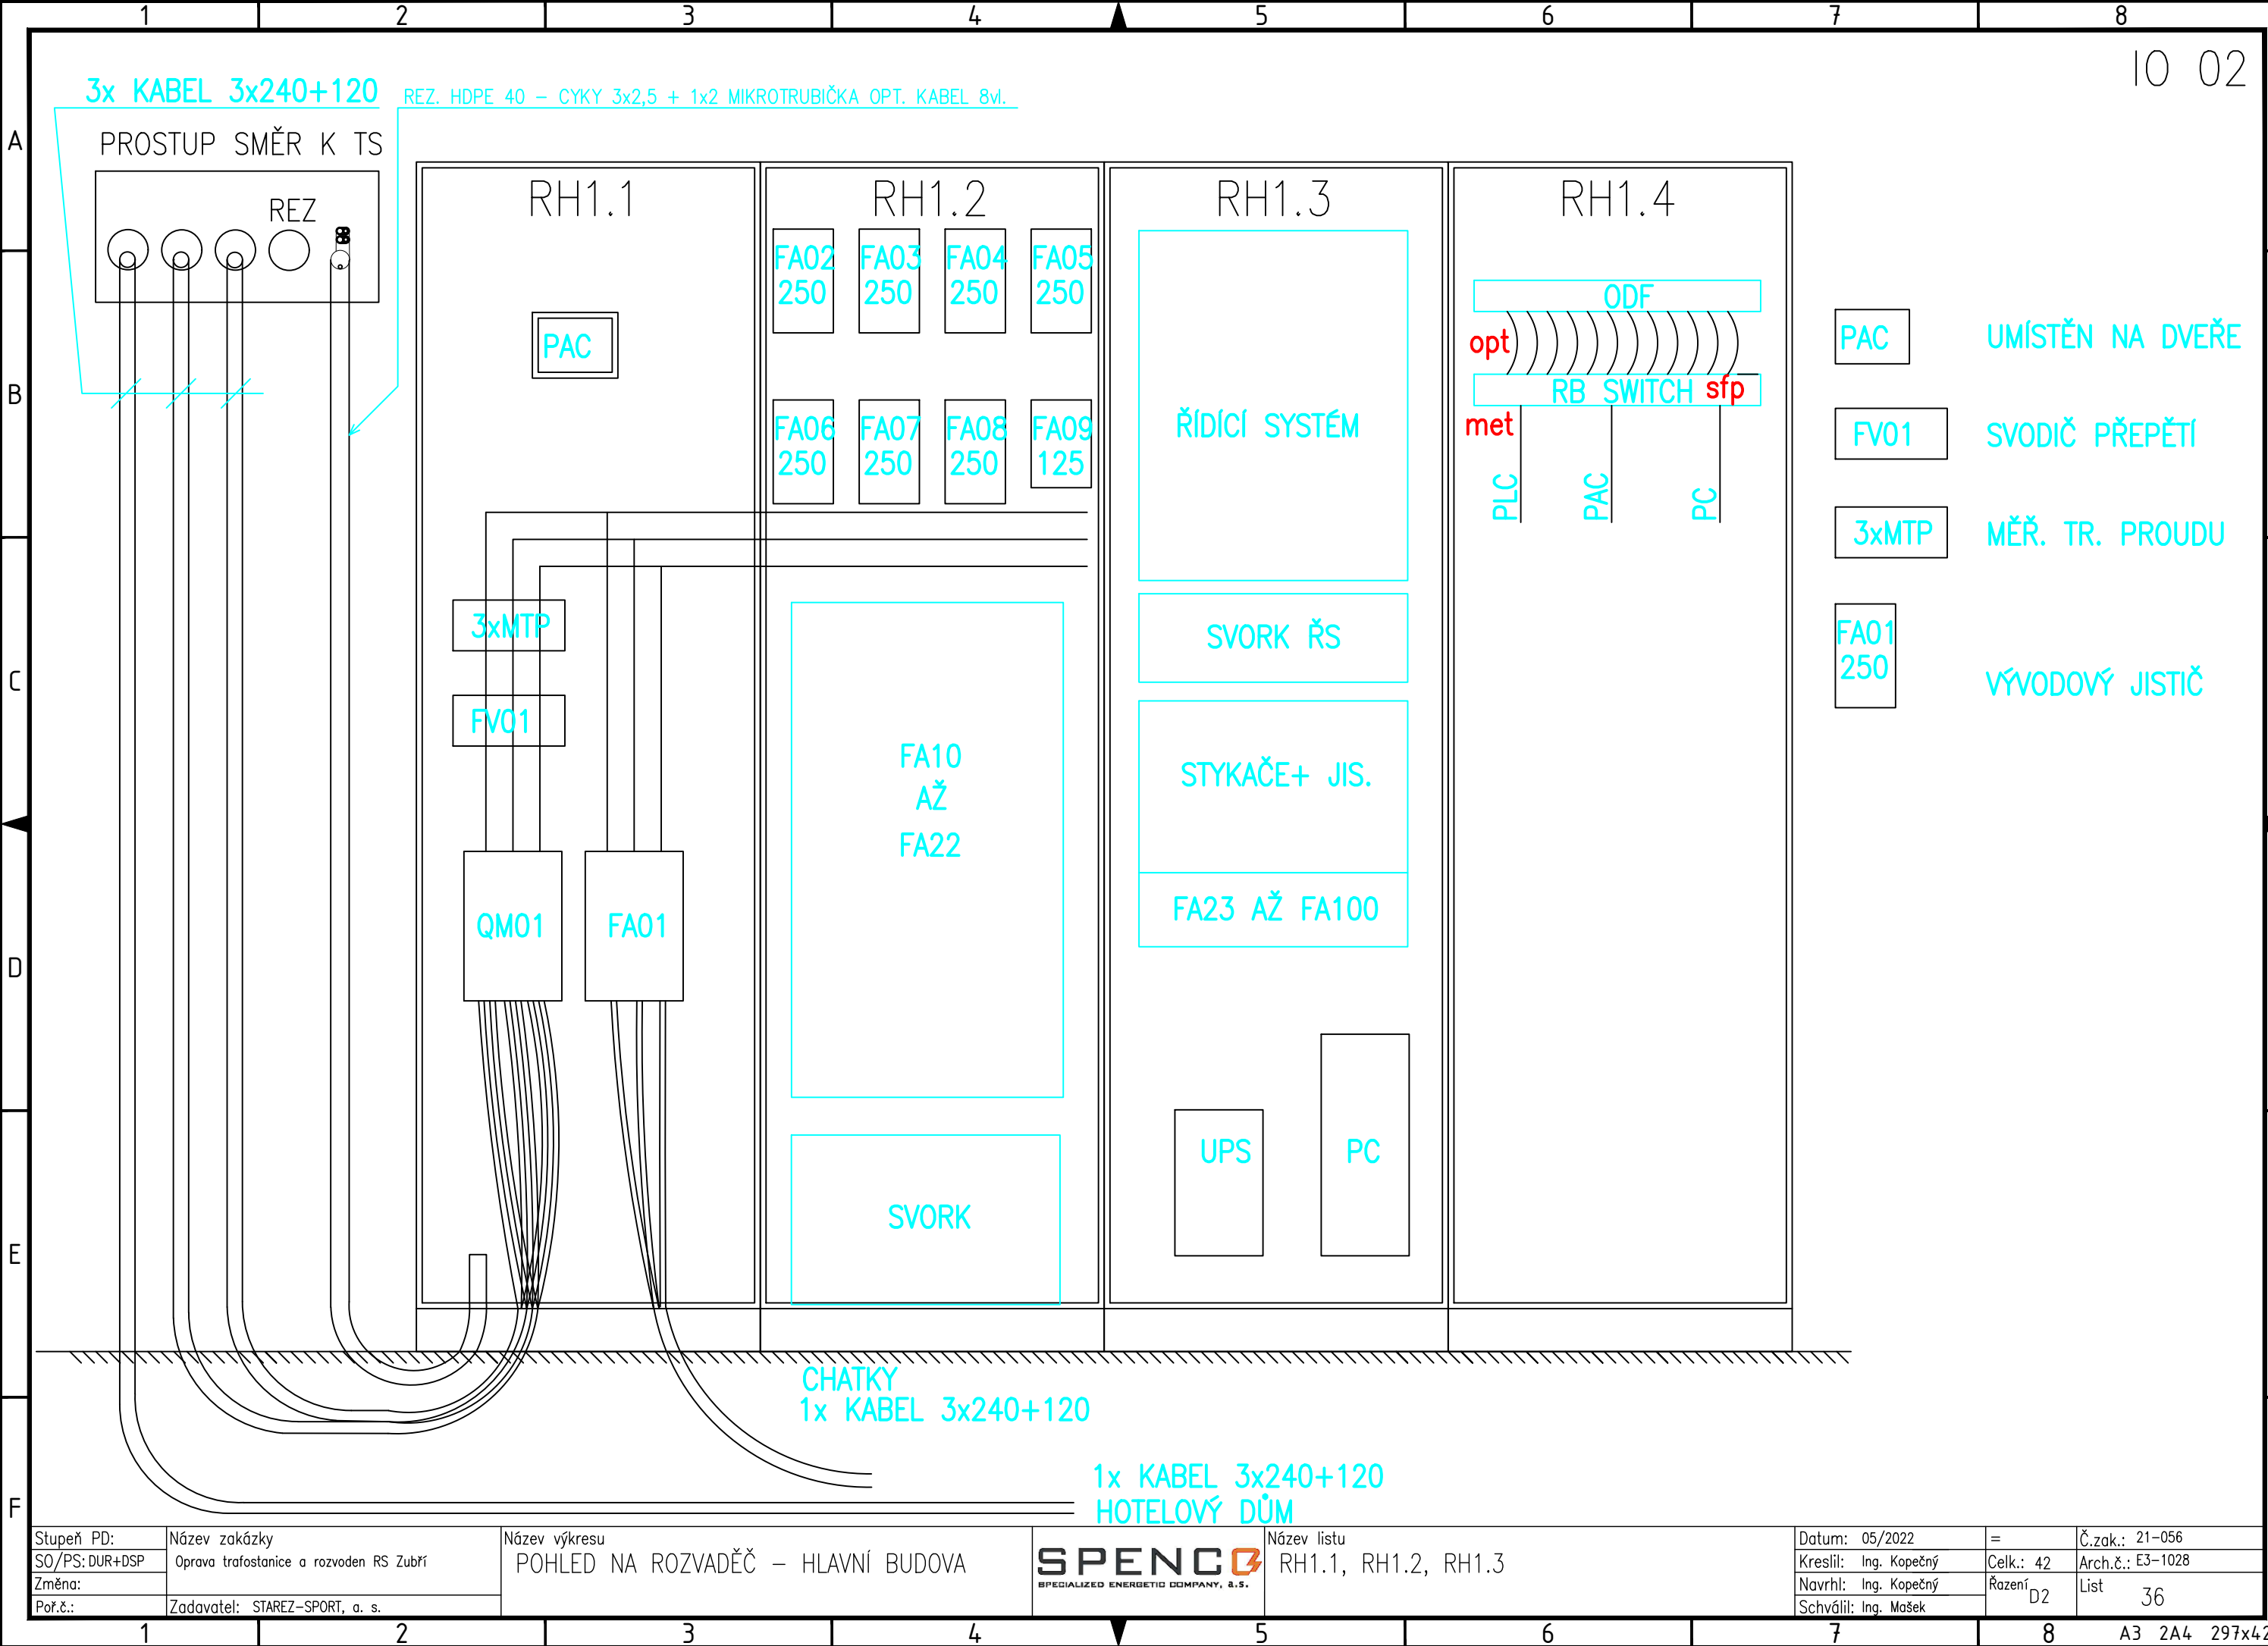 1 2 3 4 5 6 7 8
IO 02
3x KABEL 3x240+120
REZ. HDPE 40 – CYKY 3x2,5 + 1x2 MIKROTRUBIČKA OPT. KABEL 8vl.
A
PROSTUP SMĚR K TS
REZ
RH1.1
RH1.2
RH1.3
RH1.4
FA02
250
FA03
250
FA04
250
FA05
250
PAC
ODF
opt
RB SWITCH sfp
met
PLC
PAC
PC
B
FA06
250
FA07
250
FA08
250
FA09
125
ŘÍDÍCÍ SYSTÉM
PAC UMÍSTĚN NA DVEŘE
FV01 SVODIČ PŘEPĚTÍ
3xMTP MĚŘ. TR. PROUDU
FA01
250
VÝVODOVÝ JISTIČ
C
3xMTP
FV01
SVORK ŘS
FA10
AŽ
FA22
STYKAČE+ JIS.
FA23 AŽ FA100
D
QM01
FA01
UPS
PC
SVORK
E
CHATKY
1x KABEL 3x240+120
1x KABEL 3x240+120
HOTELOVÝ DŮM
F
Stupeň PD:
SO/PS: DUR+DSP
Změna:
Poř.č.:
Název zakázky
Oprava trafostanice a rozvoden RS Zubří
Zadavatel: STAREZ-SPORT, a. s.
Název výkresu
POHLED NA ROZVADĚČ – HLAVNÍ BUDOVA
SPENCO
SPECIALIZED ENERGETIC COMPANY, a.s.
Název listu
RH1.1, RH1.2, RH1.3
Datum: 05/2022
Kreslil: Ing. Kopečný
Navrhl: Ing. Kopečný
Schválil: Ing. Mašek
=
Celk.: 42
Řazení D2
Č.zak.: 21-056
Arch.č.: E3-1028
List 36
1 2 3 4 5 6 7 8
A3 2A4 297x42